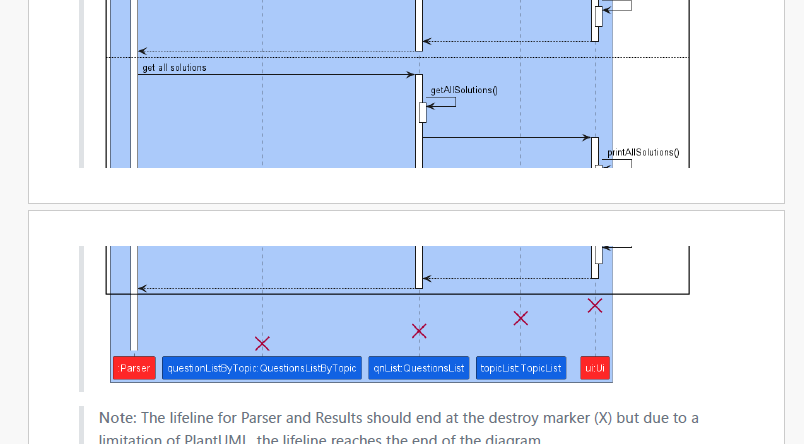 get all solutions
getAllSolutions()
printAllSolutions()
:Parser
questionListByTopic:QuestionsListByTopic
qnList:QuestionsList
topicList:TopicList
ui:Ui
Note: The lifeline for Parser and Results should end at the destroy marker (X) but due to a
limitation of PlantUML, the lifeline reaches the end of the diagram.